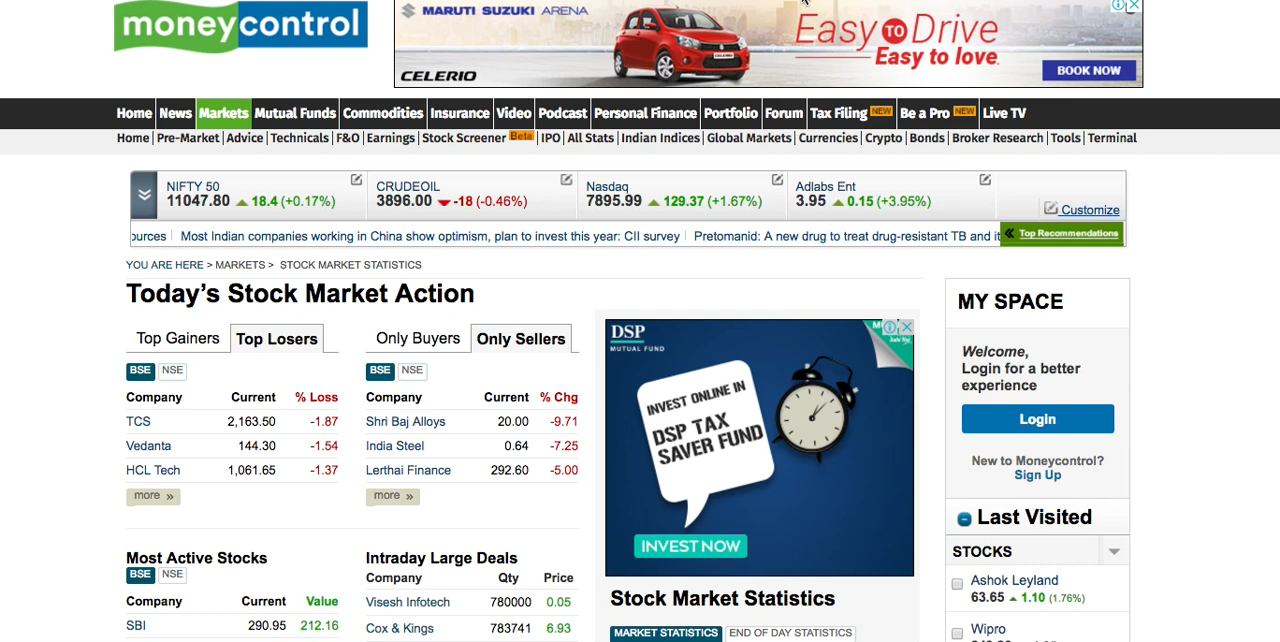 moneycontrol
MARUTI SUZUKI ARENA
Easy TO Drive
Easy to love.
CELERIO
BOOK NOW
Home News Markets Mutual Funds Commodities Insurance Video Podcast Personal Finance Portfolio Forum Tax Filing NEW Be a Pro NEW Live TV
Home Pre-Market Advice Technicals F&O Earnings Stock Screener Beta IPO All Stats Indian Indices Global Markets Currencies Crypto Bonds Broker Research Tools Terminal
NIFTY 50 CRUDEOIL Nasdaq Adlabs Ent
11047.80 18.4 (+0.17%) 3896.00 -18 (-0.46%) 7895.99 129.37 (+1.67%) 3.95 0.15 (+3.95%)
Customize
ources Most Indian companies working in China show optimism, plan to invest this year: CII survey Pretomanid: A new drug to treat drug-resistant TB and it
« Top Recommendations
YOU ARE HERE > MARKETS > STOCK MARKET STATISTICS
Today's Stock Market Action
Top Gainers Top Losers
BSE NSE
Company Current % Loss
TCS 2,163.50 -1.87
Vedanta 144.30 -1.54
HCL Tech 1,061.65 -1.37
more »
Only Buyers Only Sellers
BSE NSE
Company Current % Chg
Shri Baj Alloys 20.00 -9.71
India Steel 0.64 -7.25
Lerthai Finance 292.60 -5.00
more »
Most Active Stocks
BSE NSE
Company Current Value
SBI 290.95 212.16
Intraday Large Deals
Company Qty Price
Visesh Infotech 780000 0.05
Cox & Kings 783741 6.93
DSP
MUTUAL FUND
INVEST ONLINE IN
DSP TAX
SAVER FUND
INVEST NOW
Stock Market Statistics
MARKET STATISTICS END OF DAY STATISTICS
MY SPACE
Welcome,
Login for a better
experience
Login
New to Moneycontrol?
Sign Up
Last Visited
STOCKS
Ashok Leyland
63.65 1.10 (1.76%)
Wipro